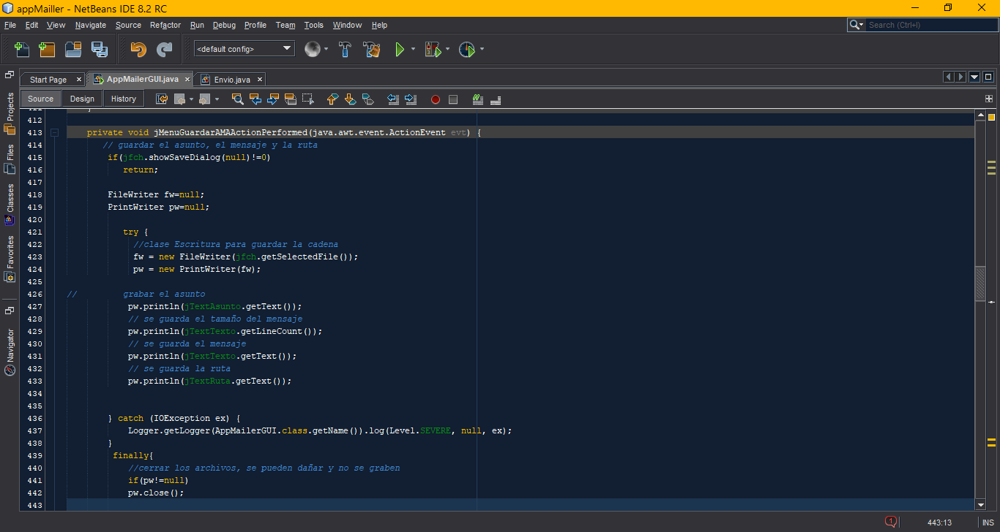 appMailler - NetBeans IDE 8.2 RC
File Edit View Navigate Source Refactor Run Debug Profile Team Tools Window Help
Search (Ctrl+I)
<default config>
Start Page
AppMailerGUI.java
Envio.java
Source Design History
Projects
Files
Classes
Favorites
Navigator
412
413 private void jMenuGuardarAMAActionPerformed(java.awt.event.ActionEvent evt) {
414 // guardar el asunto, el mensaje y la ruta
415 if(jfch.showSaveDialog(null)!=0)
416 return;
417
418 FileWriter fw=null;
419 PrintWriter pw=null;
420
421 try {
422 //clase Escritura para guardar la cadena
423 fw = new FileWriter(jfch.getSelectedFile());
424 pw = new PrintWriter(fw);
425
426 // grabar el asunto
427 pw.println(jTextAsunto.getText());
428 // se guarda el tamaño del mensaje
429 pw.println(jTextTexto.getLineCount());
430 // se guarda el mensaje
431 pw.println(jTextTexto.getText());
432 // se guarda la ruta
433 pw.println(jTextRuta.getText());
434
435
436 } catch (IOException ex) {
437 Logger.getLogger(AppMailerGUI.class.getName()).log(Level.SEVERE, null, ex);
438 }
439 finally{
440 //cerrar los archivos, se pueden dañar y no se graben
441 if(pw!=null)
442 pw.close();
443
1
443:13
INS